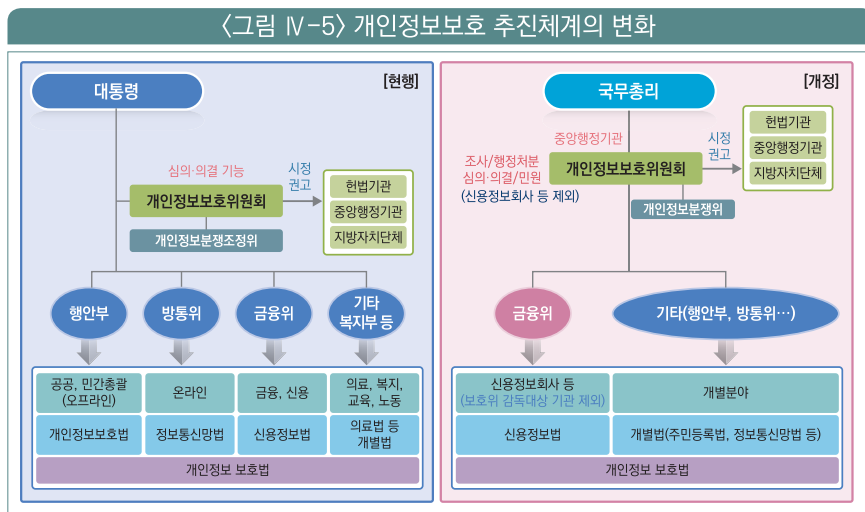 〈그림 Ⅳ-5〉 개인정보보호 추진체계의 변화
[현행]
대통령
심의·의결 기능
개인정보보호위원회
개인정보분쟁조정위
시정
권고
헌법기관
중앙행정기관
지방자치단체
행안부
방통위
금융위
기타
복지부 등
공공, 민간총괄
(오프라인)
온라인
금융, 신용
의료, 복지,
교육, 노동
개인정보보호법
정보통신망법
신용정보법
의료법 등
개별법
개인정보 보호법
[개정]
국무총리
중앙행정기관
조사/행정처분
심의·의결/민원
(신용정보회사 등 제외)
개인정보보호위원회
개인정보분쟁위
시정
권고
헌법기관
중앙행정기관
지방자치단체
금융위
기타(행안부, 방통위…)
신용정보회사 등
(보호위 감독대상 기관 제외)
개별분야
신용정보법
개별법(주민등록법, 정보통신망법 등)
개인정보 보호법